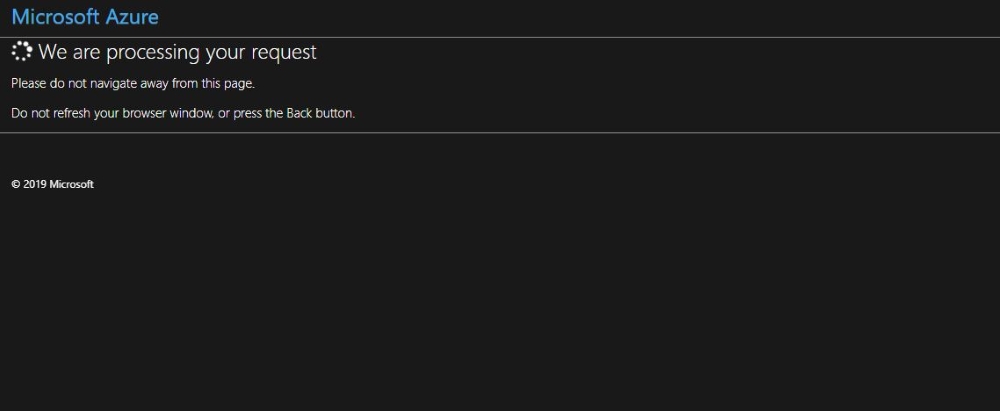 Microsoft Azure
We are processing your request
Please do not navigate away from this page.
Do not refresh your browser window, or press the Back button.
© 2019 Microsoft